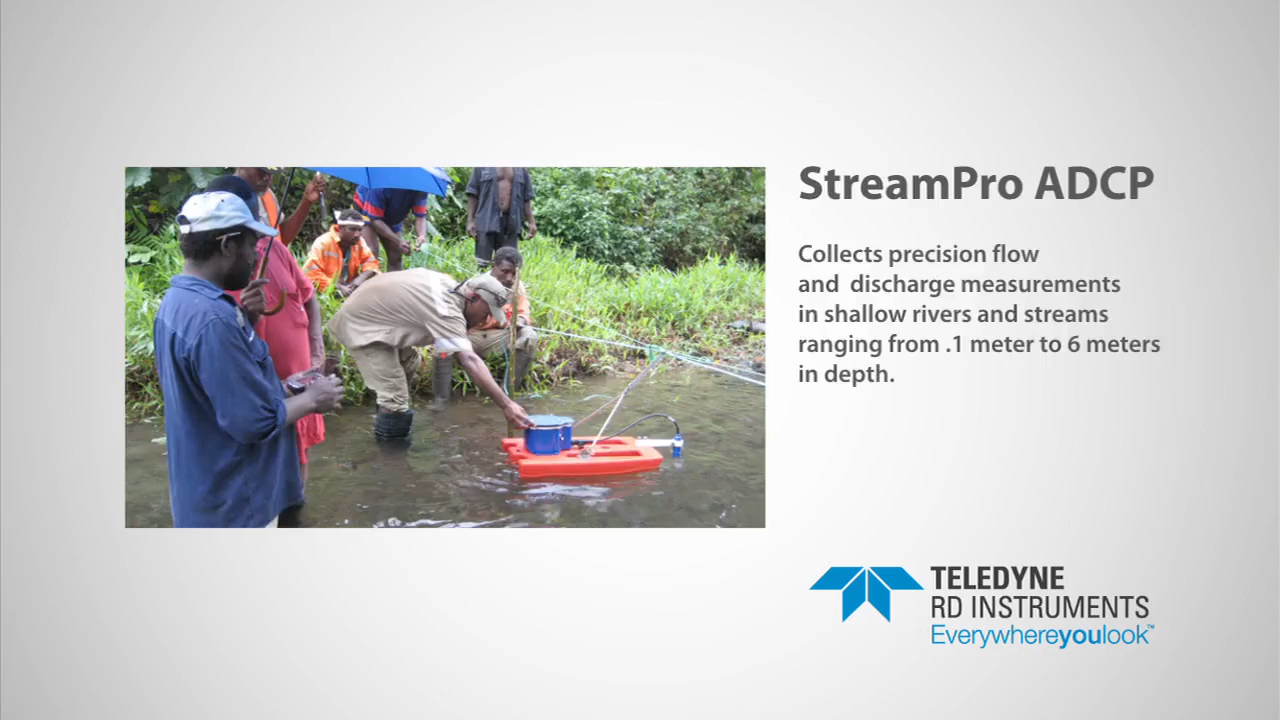 StreamPro ADCP
Collects precision flow
and  discharge measurements
in shallow rivers and streams
ranging from .1 meter to 6 meters
in depth.
TELEDYNE
RD INSTRUMENTS
Everywhereyoulook™